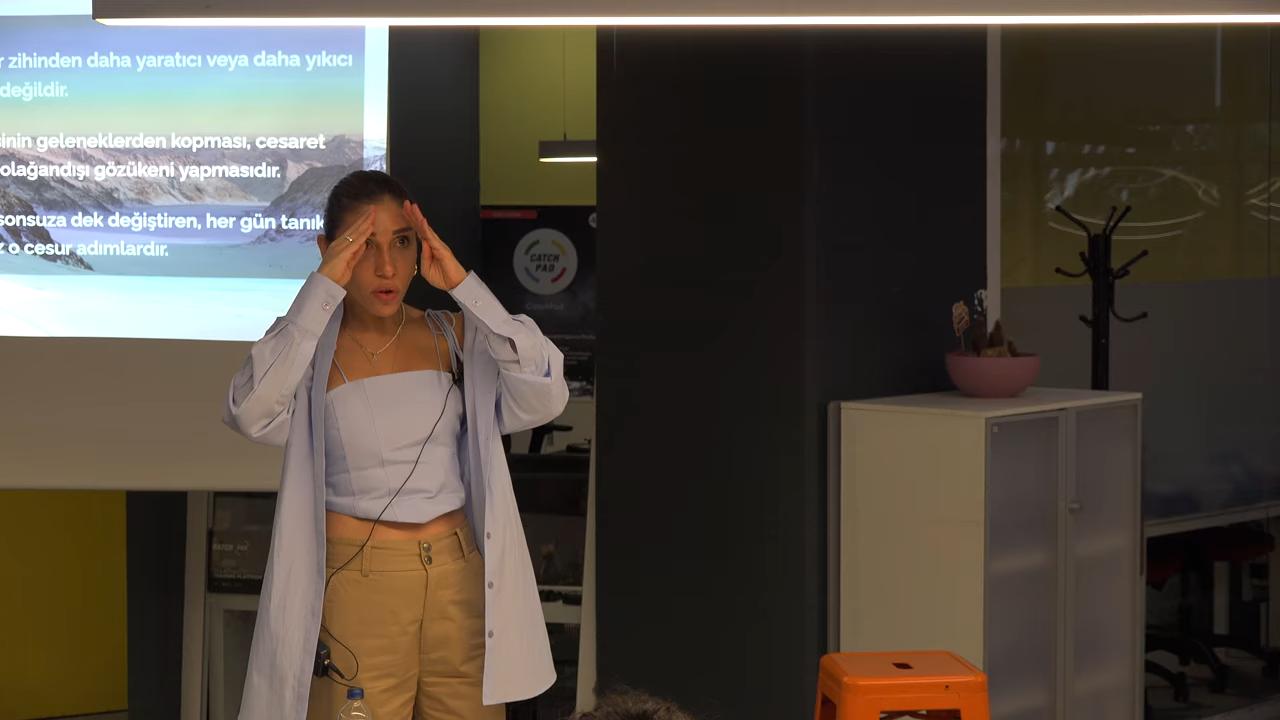 zihinden daha yaratıcı veya daha yıkıcı
değildir.
geleneklerden kopması, cesaret
olağandışı gözükeni yapmasıdır.
sonsuza dek değiştiren, her gün tanık
o cesur adımlardır.
CATCH
PAD
CatchPad